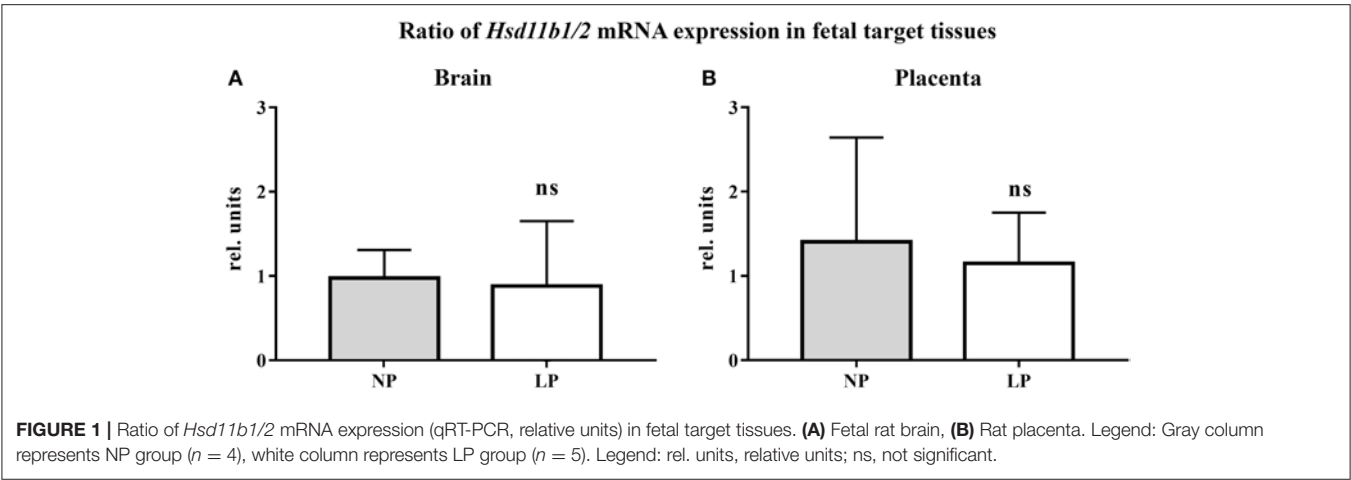 Ratio of Hsd11b1/2 mRNA expression in fetal target tissues
A
Brain
rel. units
3
2
1
0
ns
NP
LP
B
Placenta
rel. units
3
2
1
0
ns
NP
LP
FIGURE 1 | Ratio of Hsd11b1/2 mRNA expression (qRT-PCR, relative units) in fetal target tissues. (A) Fetal rat brain, (B) Rat placenta. Legend: Gray column
represents NP group (n = 4), white column represents LP group (n = 5). Legend: rel. units, relative units; ns, not significant.